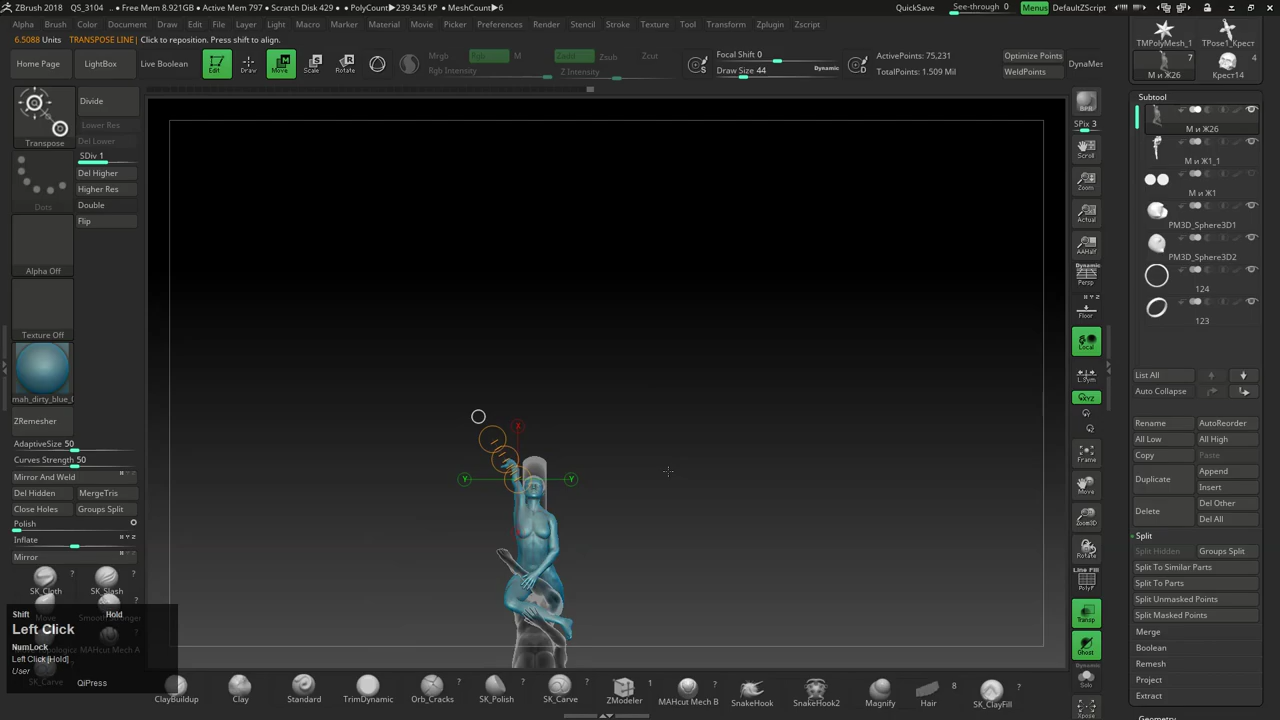 ZBrush 2018 QS_3104 • Free Mem 8.921GB • Active Mem 797 • Scratch Disk 429 • PolyCount▸239.345 KP • MeshCount▸6
QuickSave See-through 0 Menus DefaultZScript
Alpha Brush Color Document Draw Edit File Layer Light Macro Marker Material Movie Picker Preferences Render Stencil Stroke Texture Tool Transform Zplugin Zscript
6.5088 Units TRANSPOSE LINE| Click to reposition. Press shift to align.
Home Page LightBox Live Boolean
Edit Draw Move Scale Rotate
Mrgb Rgb M Zadd Zsub Zcut
Rgb Intensity Z Intensity
Focal Shift 0
Draw Size 44 Dynamic
S D
ActivePoints: 75,231
TotalPoints: 1.509 Mil
Optimize Points
WeldPoints
DynaMes
Transpose
Dots
Alpha Off
Texture Off
mah_dirty_blue_
ZRemesher
AdaptiveSize 50
Curves Strength 50
Mirror And Weld
Del Hidden MergeTris
Close Holes Groups Split
Polish
Inflate
Mirror
Divide
Lower Res
Del Lower
SDiv 1
Del Higher
Higher Res
Double
Flip
SK_Cloth SK_Slash
Shift Hold
Left Click
NumLock
Left Click [Hold]
User
QiPress
MAHcut Mech A
X
Y Y
ClayBuildup Clay Standard TrimDynamic Orb_Cracks SK_Polish SK_Carve ZModeler MAHcut Mech B SnakeHook SnakeHook2 Magnify Hair SK_ClayFill
BPR
SPix 3
Scroll
Zoom
Actual
AAHalf
Dynamic
Persp
Floor
Local
L.Sym
XYZ
Frame
Move
Zoom3D
Rotate
Line Fill
PolyF
Transp
Ghost
Dynamic
Solo
Xpose
TMPolyMesh_1 TPose1_Крест
7 4
М и Ж26 Крест14
Subtool
М и Ж26
М и Ж1_1
М и Ж1
PM3D_Sphere3D1
PM3D_Sphere3D2
124
123
List All
Auto Collapse
Rename AutoReorder
All Low All High
Copy Paste
Duplicate Append
Insert
Delete Del Other
Del All
Split
Split Hidden Groups Split
Split To Similar Parts
Split To Parts
Split Unmasked Points
Split Masked Points
Merge
Boolean
Remesh
Project
Extract
Geometry